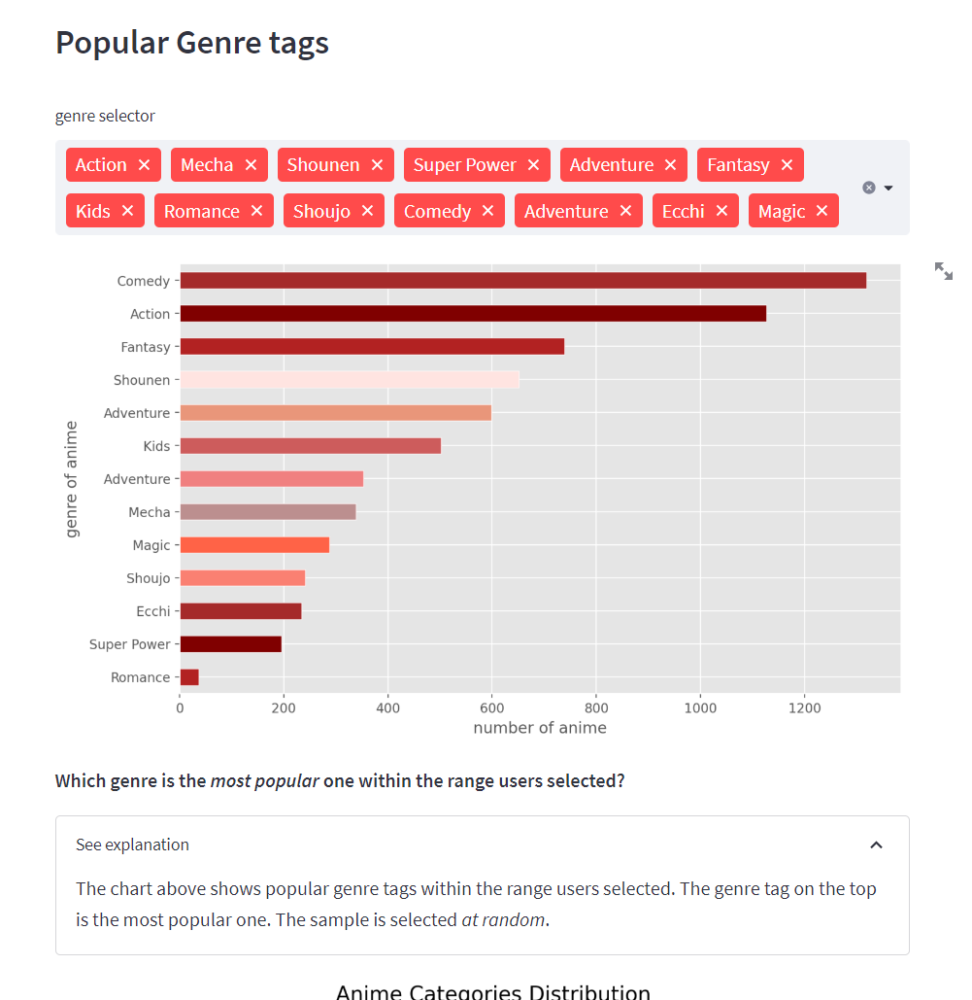 Popular Genre tags
genre selector
Action × Mecha × Shounen × Super Power × Adventure × Fantasy ×
Kids × Romance × Shoujo × Comedy × Adventure × Ecchi × Magic ×
Comedy
Action
Fantasy
Shounen
Adventure
Kids
Adventure
Mecha
Magic
Shoujo
Ecchi
Super Power
Romance
genre of anime
0 200 400 600 800 1000 1200
number of anime
Which genre is the most popular one within the range users selected?
See explanation
The chart above shows popular genre tags within the range users selected. The genre tag on the top
is the most popular one. The sample is selected at random.
Anime Categories Distribution